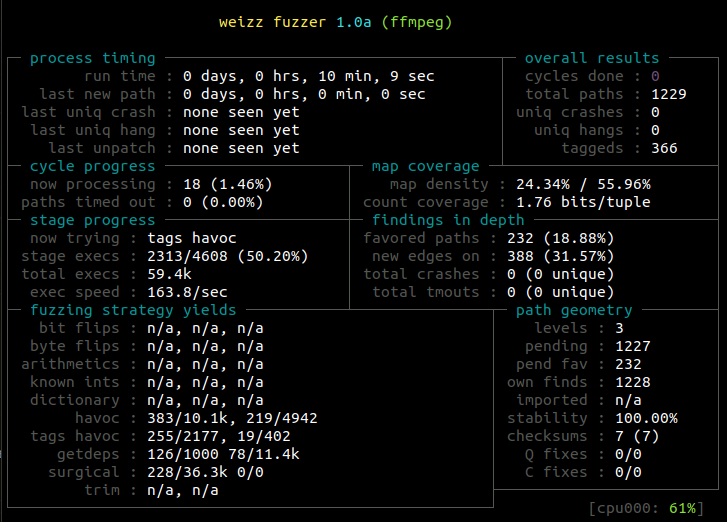 weizz fuzzer 1.0a (ffmpeg)
process timing
run time : 0 days, 0 hrs, 10 min, 9 sec
last new path : 0 days, 0 hrs, 0 min, 0 sec
last uniq crash : none seen yet
last uniq hang : none seen yet
last unpatch : none seen yet
overall results
cycles done : 0
total paths : 1229
uniq crashes : 0
uniq hangs : 0
taggeds : 366
cycle progress
now processing : 18 (1.46%)
paths timed out : 0 (0.00%)
map coverage
map density : 24.34% / 55.96%
count coverage : 1.76 bits/tuple
stage progress
now trying : tags havoc
stage execs : 2313/4608 (50.20%)
total execs : 59.4k
exec speed : 163.8/sec
findings in depth
favored paths : 232 (18.88%)
new edges on : 388 (31.57%)
total crashes : 0 (0 unique)
total tmouts : 0 (0 unique)
fuzzing strategy yields
bit flips : n/a, n/a, n/a
byte flips : n/a, n/a, n/a
arithmetics : n/a, n/a, n/a
known ints : n/a, n/a, n/a
dictionary : n/a, n/a, n/a
havoc : 383/10.1k, 219/4942
tags havoc : 255/2177, 19/402
getdeps : 126/1000 78/11.4k
surgical : 228/36.3k 0/0
trim : n/a, n/a
path geometry
levels : 3
pending : 1227
pend fav : 232
own finds : 1228
imported : n/a
stability : 100.00%
checksums : 7 (7)
Q fixes : 0/0
C fixes : 0/0
[cpu000: 61%]